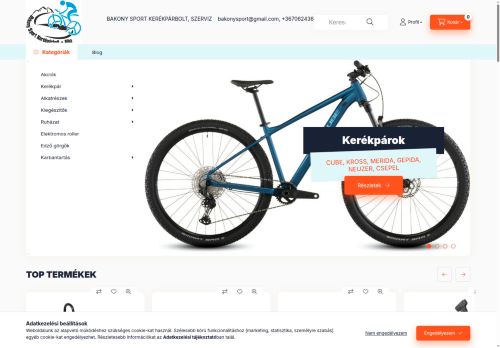 BAKONY SPORT KERÉKPÁRBOLT, SZERVIZ bakonysport@gmail.com, +367062436
Profil
Kosár
0
Kategóriák
Blog
Akciók
Kerékpár
Alkatrészek
Kiegészítők
Ruházat
Elektromos roller
Edző görgők
Karbantartás
Kerékpárok
CUBE, KROSS, MERIDA, GEPIDA,
NEUZER, CSEPEL
Részletek
TOP TERMÉKEK
Adatkezelési beállítások
Weboldalunk az alapvető működéshez szükséges cookie-kat használ. Szélesebb körű funkcionalitáshoz (marketing, statisztika, személyre szabás)
egyéb cookie-kat engedélyezhet. Részletesebb információkat az Adatkezelési tájékoztatóban talál.
Nem engedélyezem
Engedélyezem